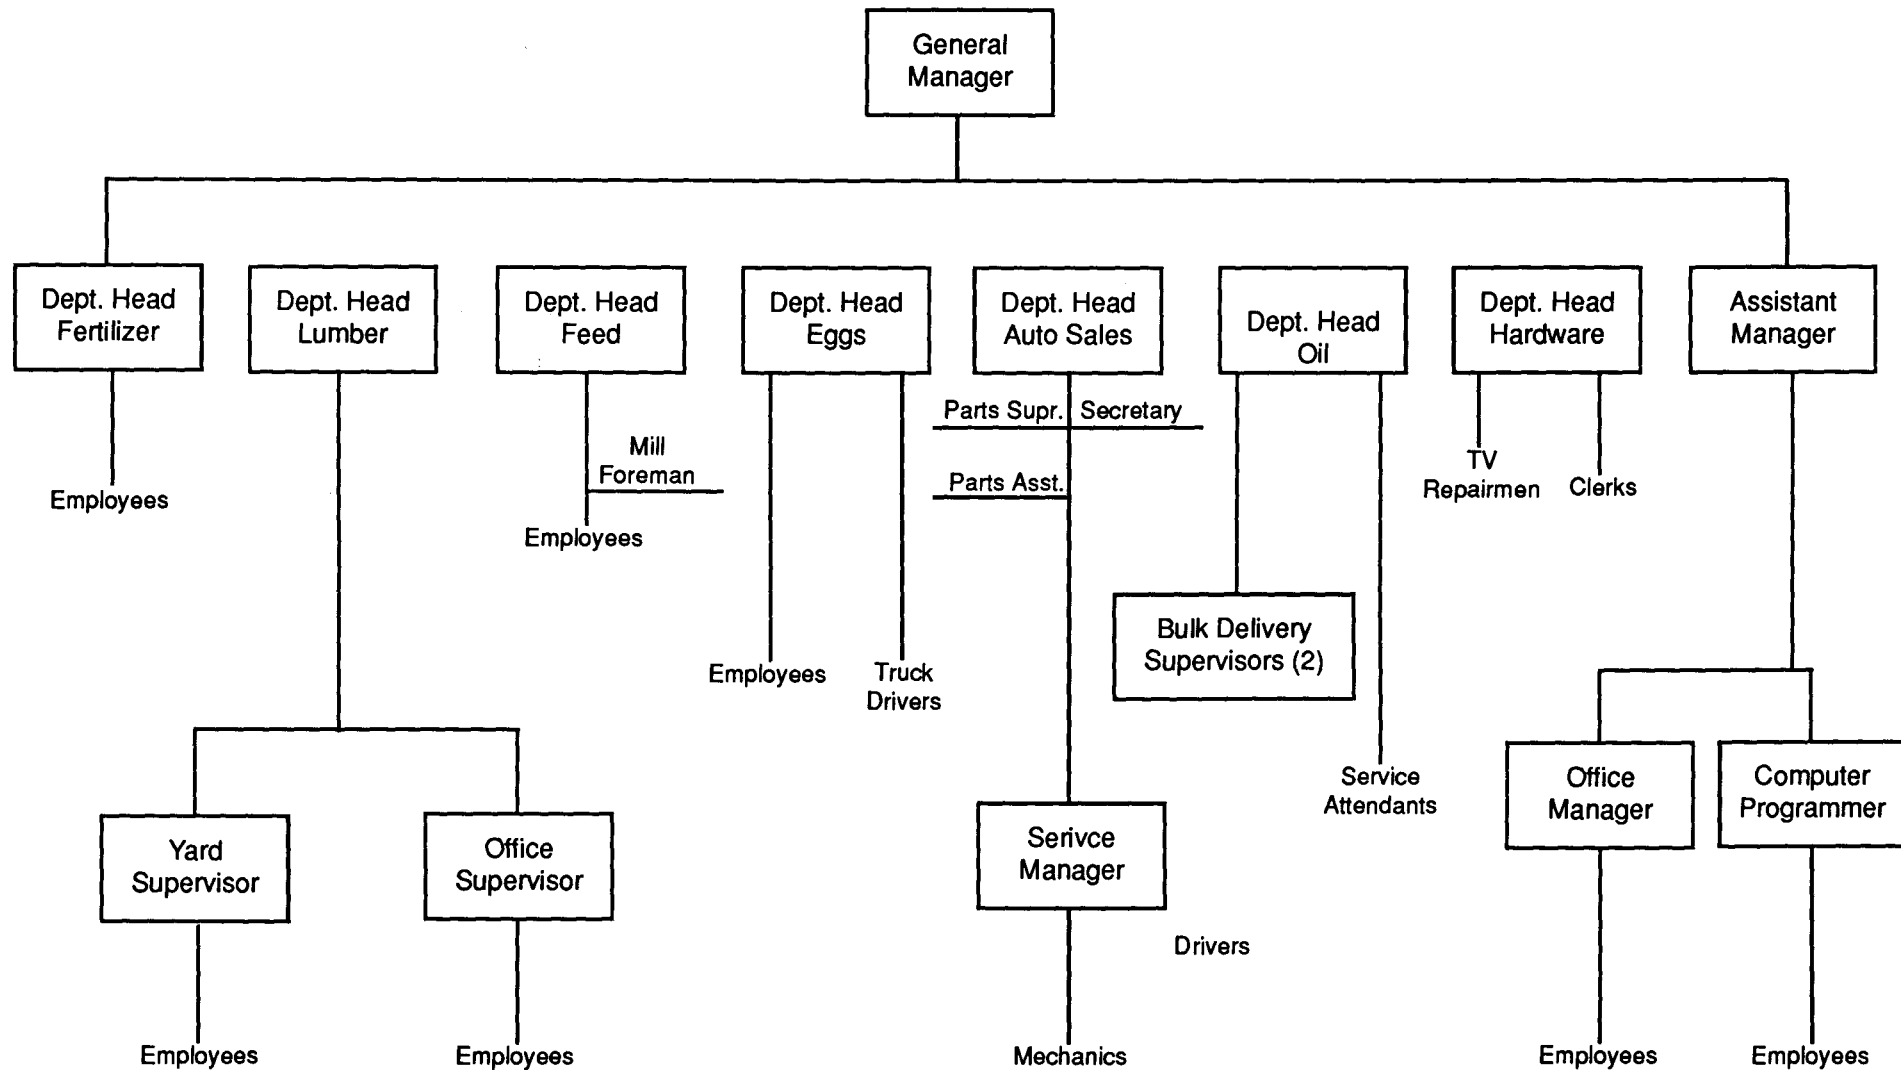 General
Manager
Dept. Head
Fertilizer
Dept. Head
Lumber
Dept. Head
Feed
Dept. Head
Eggs
Dept. Head
Auto Sales
Dept. Head
Oil
Dept. Head
Hardware
Assistant
Manager
Employees
Mill
Foreman
Employees
Employees
Truck
Drivers
Parts Supr.
Secretary
Parts Asst.
Bulk Delivery
Supervisors (2)
Service
Attendants
TV
Repairmen
Clerks
Yard
Supervisor
Office
Supervisor
Serivce
Manager
Office
Manager
Computer
Programmer
Drivers
Employees
Employees
Mechanics
Employees
Employees